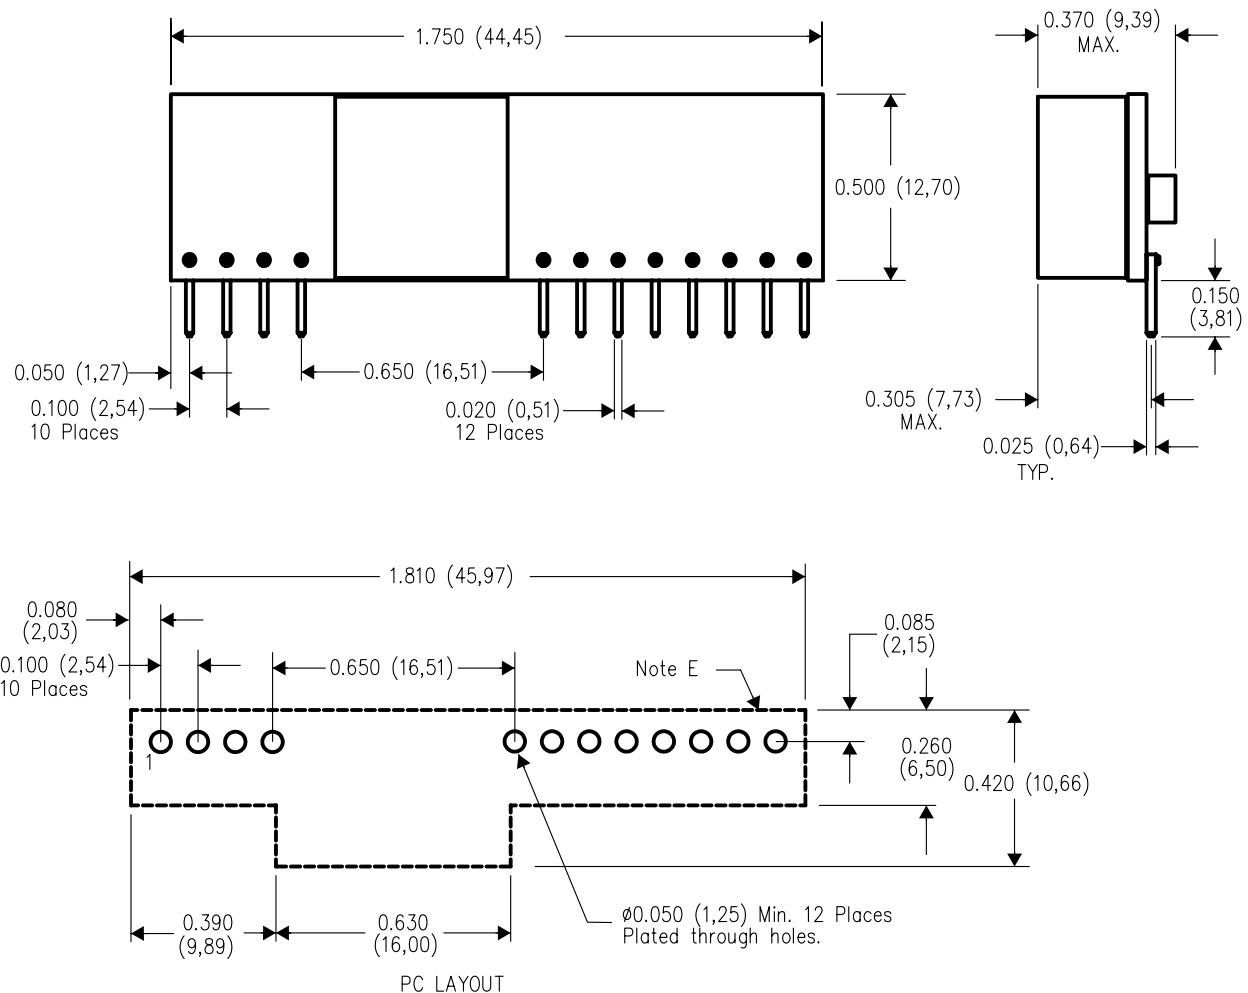 0.370 (9,39)
MAX.
1.750 (44,45)
0.500 (12,70)
0.150
(3,81)
0.050 (1,27)
0.650 (16,51)
0.100 (2,54)
10 Places
0.020 (0,51)
12 Places
0.305 (7,73)
MAX.
0.025 (0,64)
TYP.
1.810 (45,97)
0.080
(2,03)
0.085
(2,15)
0.100 (2,54)
10 Places
0.650 (16,51)
Note E
1
0.260
(6,50)
0.420 (10,66)
0.390
(9,89)
0.630
(16,00)
ø0.050 (1,25) Min. 12 Places
Plated through holes.
PC LAYOUT